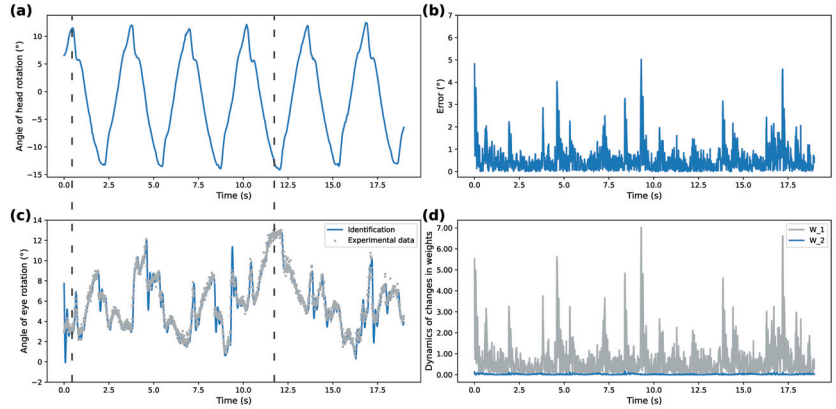 (a)
Angle of head
rotation (°)
10
5
0
−5
−10
−15
0.0 2.5 5.0 7.5 10.0 12.5 15.0 17.5
Time (s)
(b)
Error (°)
7
6
5
4
3
2
1
0
0.0 2.5 5.0 7.5 10.0 12.5 15.0 17.5
Time (s)
(c)
Angle of eye rotation (°)
14
12
10
8
6
4
2
0
−2
Identification
Experimental data
0.0 2.5 5.0 7.5 10.0 12.5 15.0 17.5
Time (s)
(d)
Dynamics of changes in weights
7.00
6.00
5.00
4.00
3.00
2.00
1.00
0.00
W_1
W_2
0.0 2.5 5.0 7.5 10.0 12.5 15.0 17.5
Time (s)